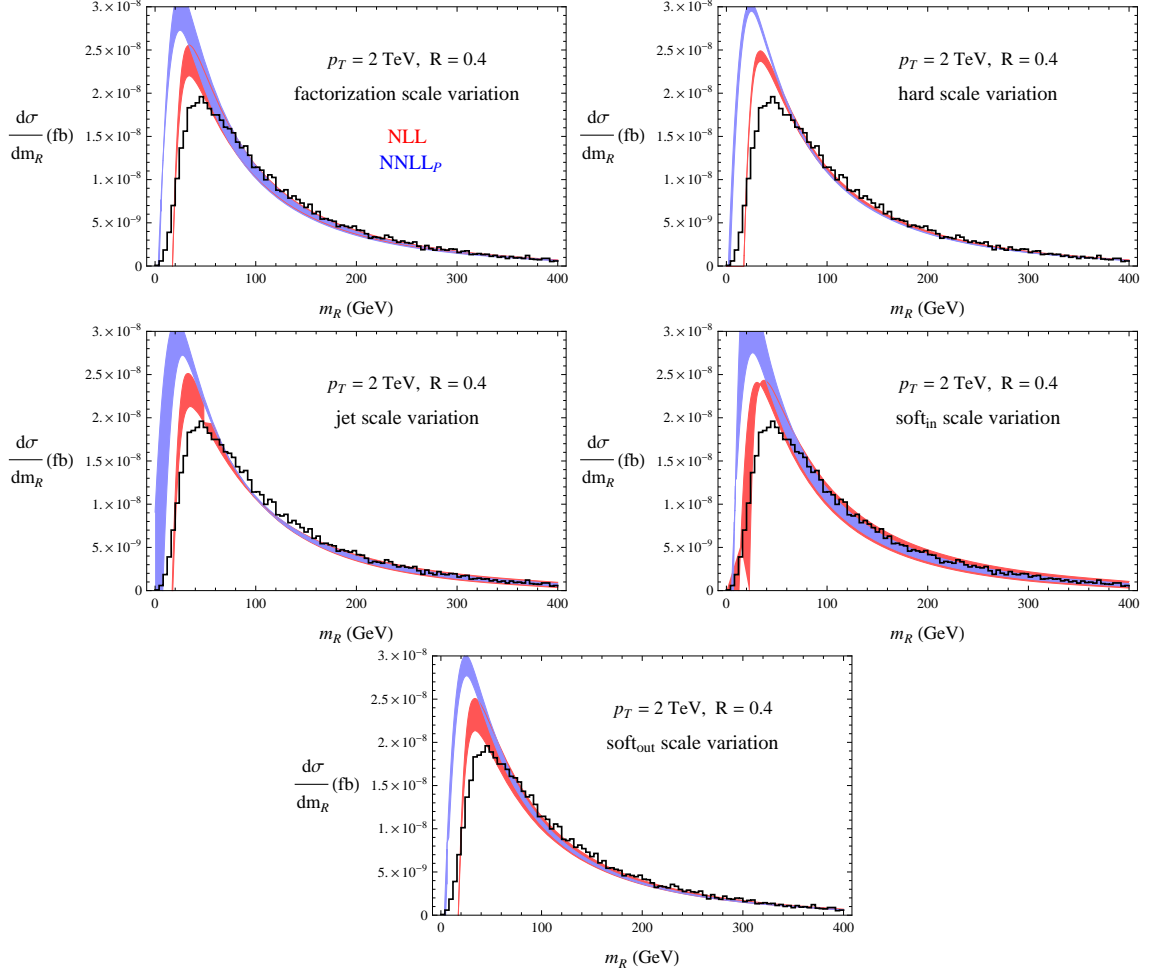 3.×10⁻⁸
2.5×10⁻⁸
2.×10⁻⁸
1.5×10⁻⁸
1.×10⁻⁸
5.×10⁻⁹
0
dσ/dm_R (fb)
p_T = 2 TeV, R = 0.4
factorization scale variation
NLL
NNLL_P
0 100 200 300 400
m_R (GeV)
3.×10⁻⁸
2.5×10⁻⁸
2.×10⁻⁸
1.5×10⁻⁸
1.×10⁻⁸
5.×10⁻⁹
0
dσ/dm_R (fb)
p_T = 2 TeV, R = 0.4
hard scale variation
0 100 200 300 400
m_R (GeV)
3.×10⁻⁸
2.5×10⁻⁸
2.×10⁻⁸
1.5×10⁻⁸
1.×10⁻⁸
5.×10⁻⁹
0
dσ/dm_R (fb)
p_T = 2 TeV, R = 0.4
jet scale variation
0 100 200 300 400
m_R (GeV)
3.×10⁻⁸
2.5×10⁻⁸
2.×10⁻⁸
1.5×10⁻⁸
1.×10⁻⁸
5.×10⁻⁹
0
dσ/dm_R (fb)
p_T = 2 TeV, R = 0.4
soft_in scale variation
0 100 200 300 400
m_R (GeV)
3.×10⁻⁸
2.5×10⁻⁸
2.×10⁻⁸
1.5×10⁻⁸
1.×10⁻⁸
5.×10⁻⁹
0
dσ/dm_R (fb)
p_T = 2 TeV, R = 0.4
soft_out scale variation
0 100 200 300 400
m_R (GeV)